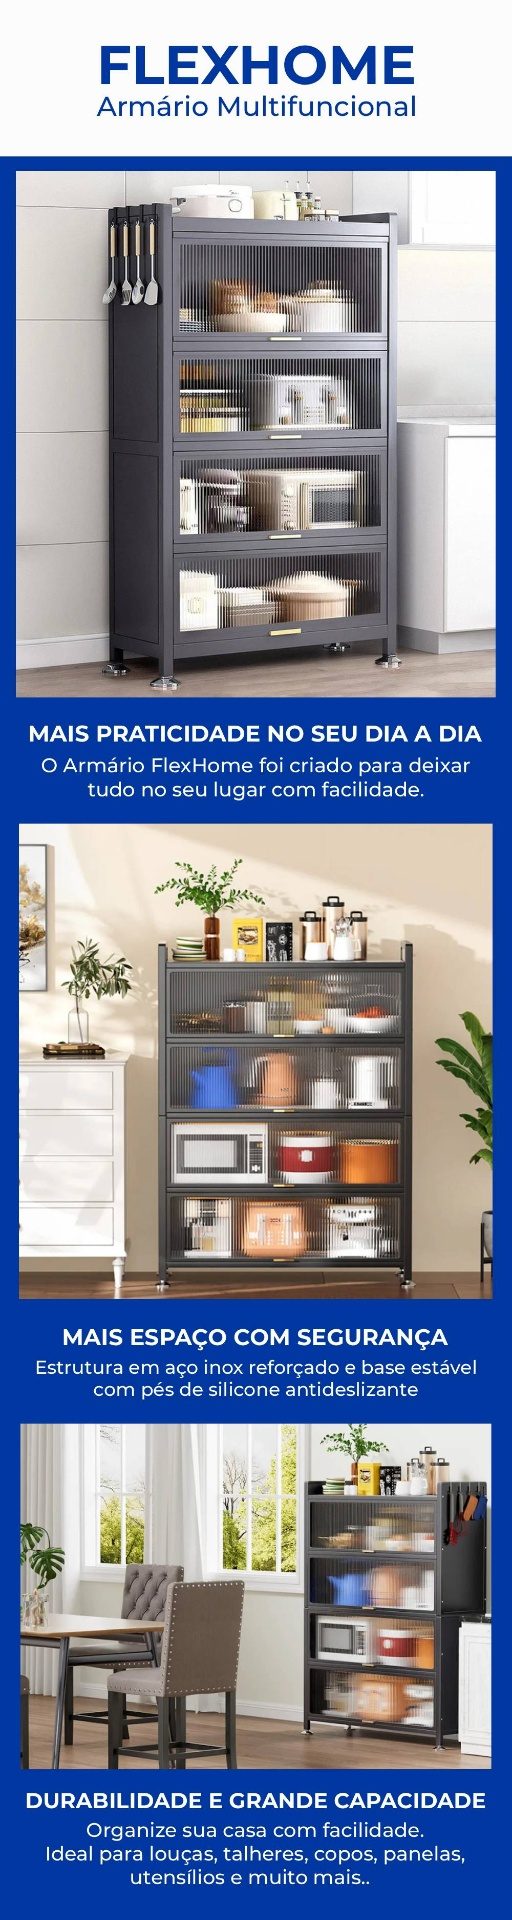 FLEXHOME
Armário Multifuncional
MAIS PRATICIDADE NO SEU DIA A DIA
O Armário FlexHome foi criado para deixar
tudo no seu lugar com facilidade.
MAIS ESPAÇO COM SEGURANÇA
Estrutura em aço inox reforçado e base estável
com pés de silicone antideslizante
DURABILIDADE E GRANDE CAPACIDADE
Organize sua casa com facilidade.
Ideal para louças, talheres, copos, panelas,
utensílios e muito mais..